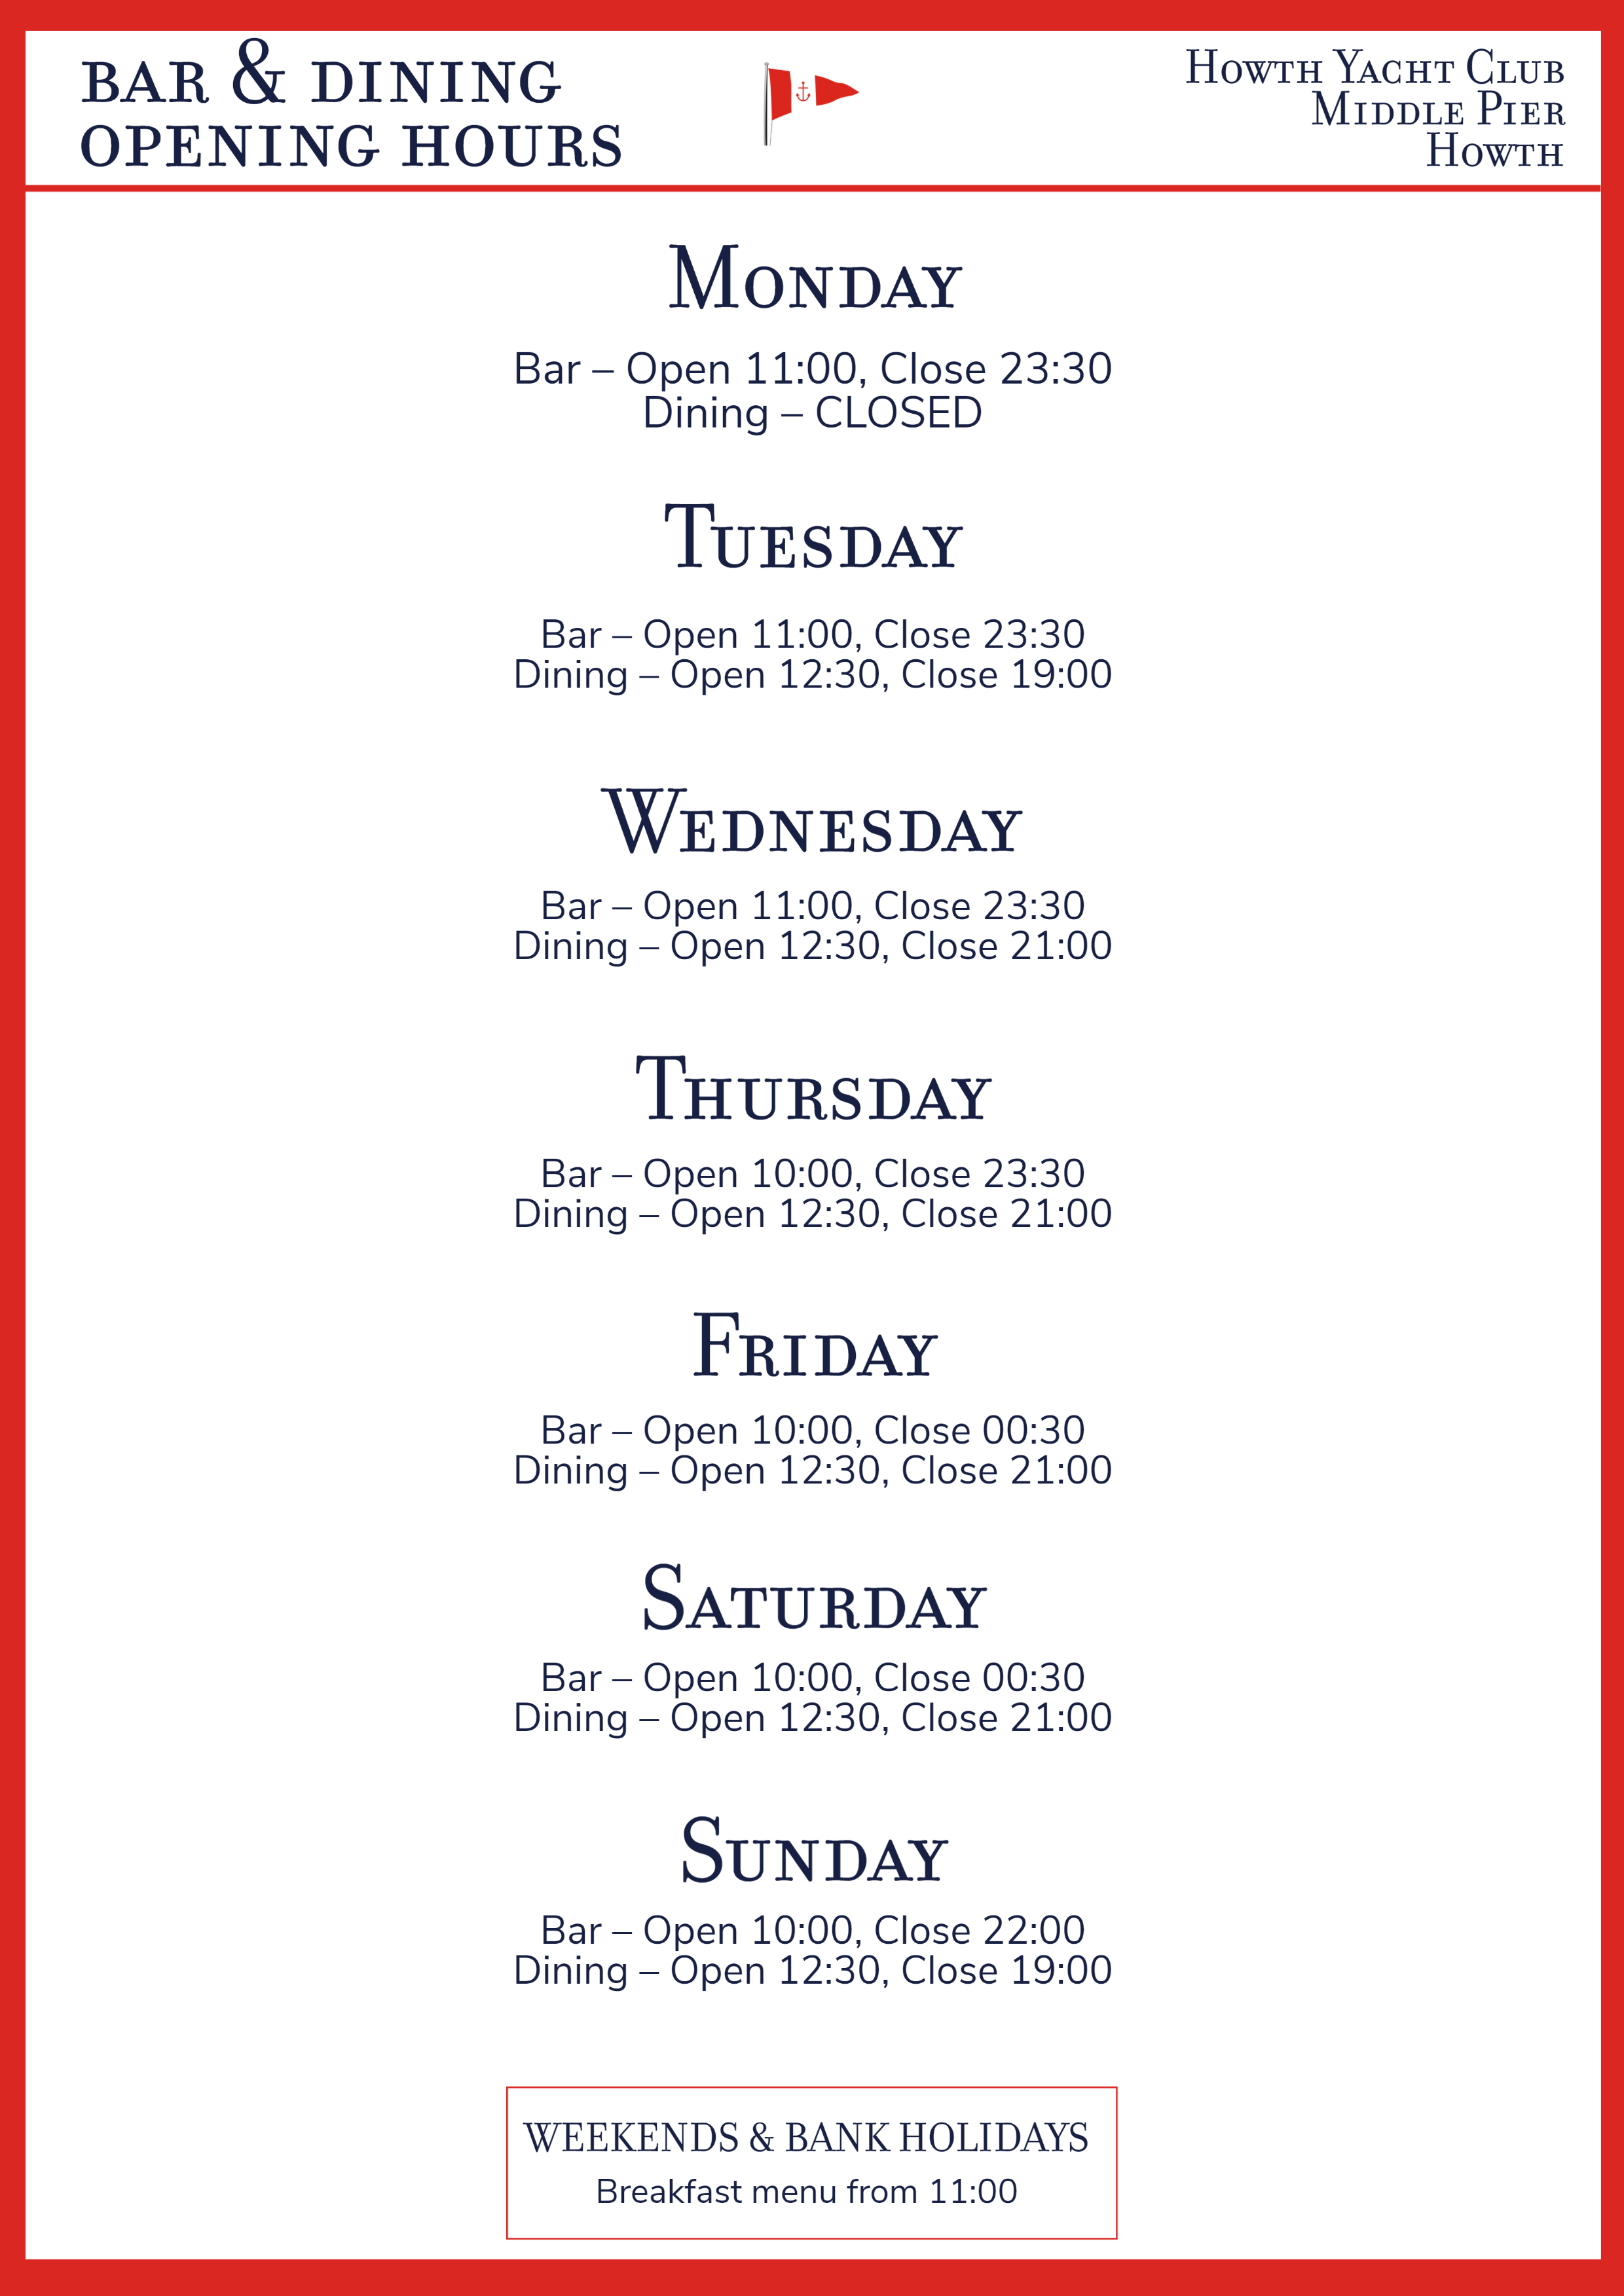 BAR & DINING
OPENING HOURS
Howth Yacht Club
Middle Pier
Howth
Monday
Bar – Open 11:00, Close 23:30
Dining – CLOSED
Tuesday
Bar – Open 11:00, Close 23:30
Dining – Open 12:30, Close 19:00
Wednesday
Bar – Open 11:00, Close 23:30
Dining – Open 12:30, Close 21:00
Thursday
Bar – Open 10:00, Close 23:30
Dining – Open 12:30, Close 21:00
Friday
Bar – Open 10:00, Close 00:30
Dining – Open 12:30, Close 21:00
Saturday
Bar – Open 10:00, Close 00:30
Dining – Open 12:30, Close 21:00
Sunday
Bar – Open 10:00, Close 22:00
Dining – Open 12:30, Close 19:00
WEEKENDS & BANK HOLIDAYS
Breakfast menu from 11:00